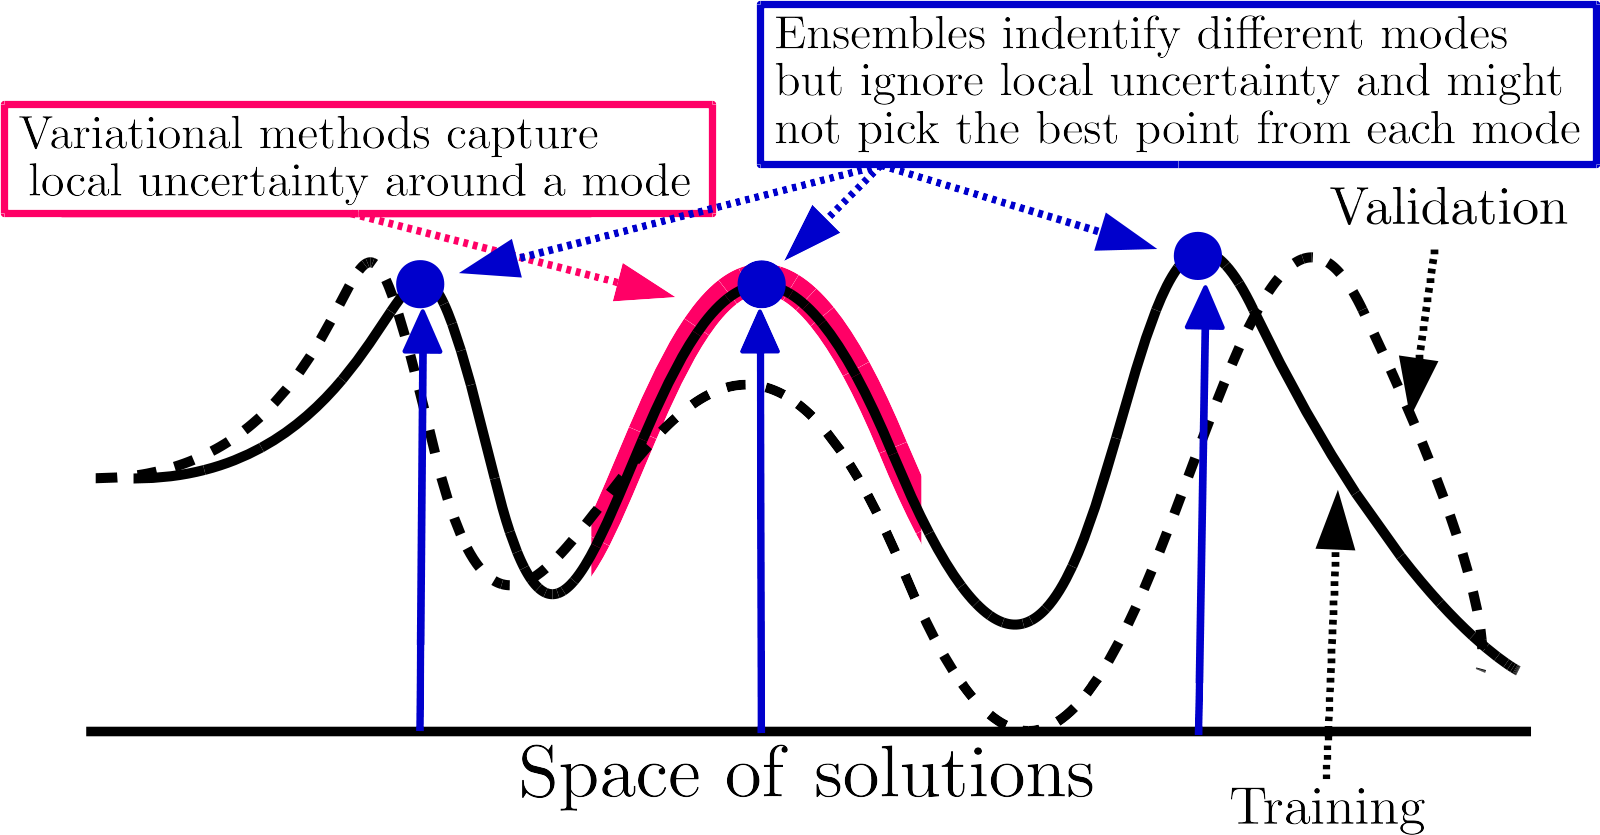 Ensembles indentify different modes
but ignore local uncertainty and might
not pick the best point from each mode
Variational methods capture
local uncertainty around a mode
Validation
Space of solutions
Training